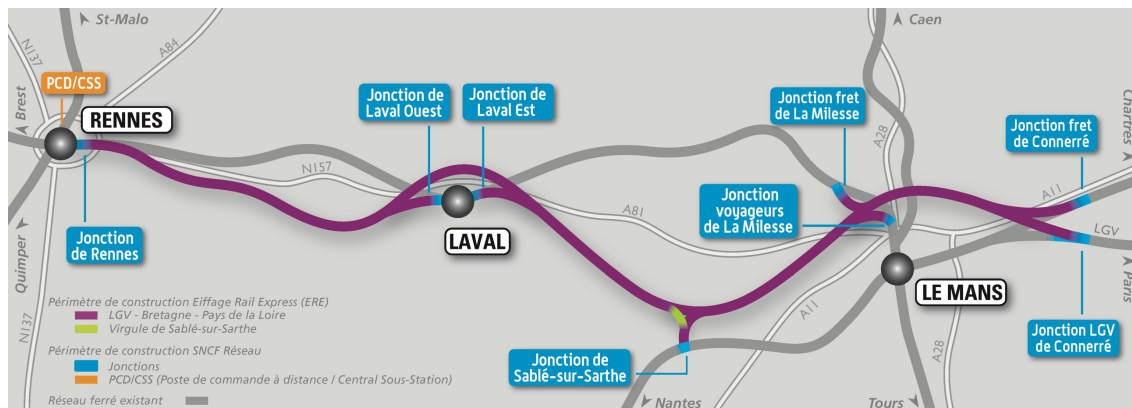 St-Malo
Caen
N137
A84
PCD/CSS
Brest
RENNES
Jonction de
Laval Ouest
Jonction de
Laval Est
Jonction fret
de La Milesse
Chartres
Jonction fret
de Connerré
A28
N157
A11
Jonction
voyageurs
de La Milesse
A81
LAVAL
Jonction
de Rennes
LGV
Quimper
Paris
LE MANS
Périmètre de construction Eiffage Rail Express (ERE)
LGV - Bretagne - Pays de la Loire
Virgule de Sablé-sur-Sarthe
N137
A11
Jonction LGV
de Connerré
Périmètre de construction SNCF Réseau
Jonctions
PCD/CSS (Poste de commande à distance / Central Sous-Station)
Jonction de
Sablé-sur-Sarthe
A28
Réseau ferré existant
Nantes
Tours